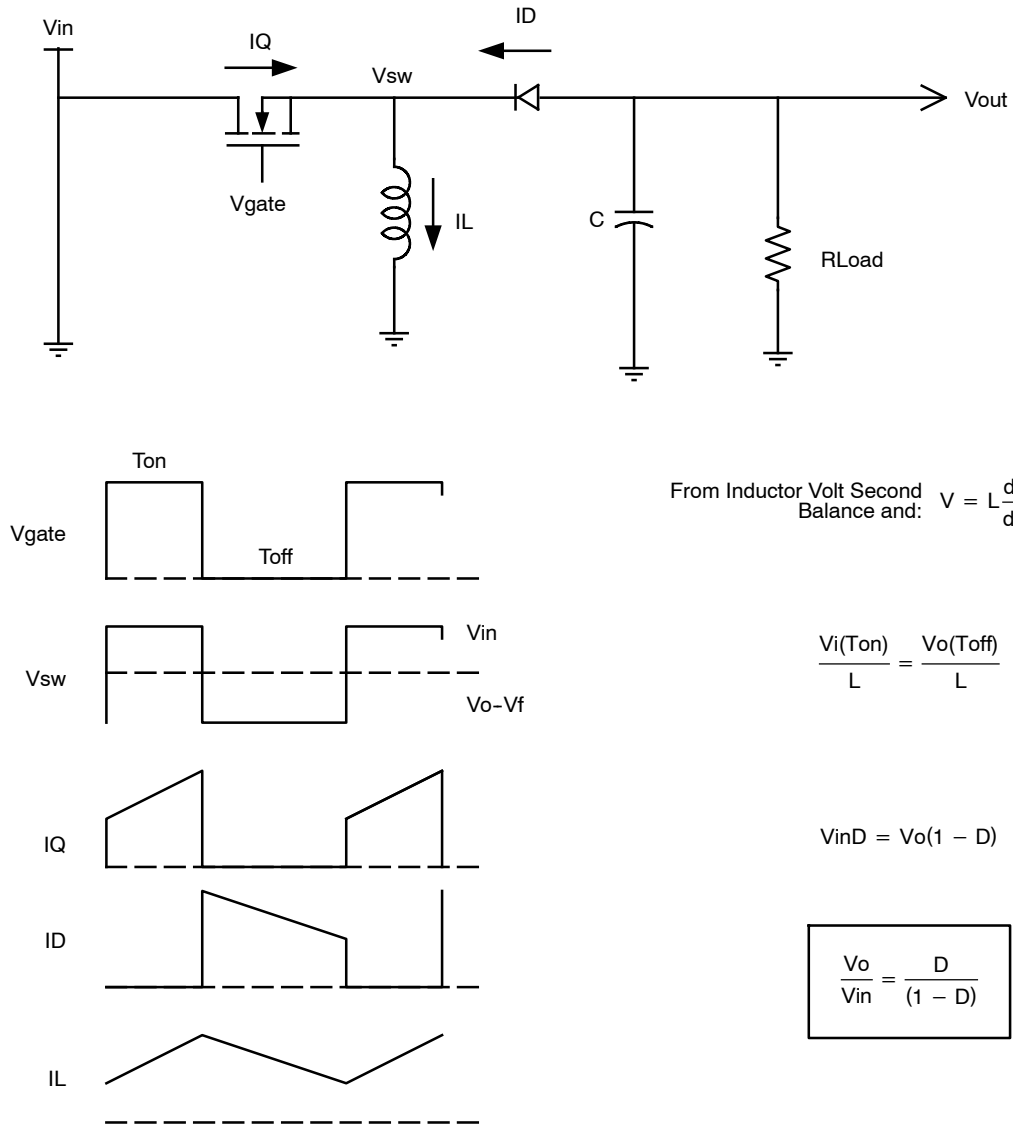 Vin
IQ
ID
Vsw
Vout
Vgate
IL
C
RLoad
Ton
Vgate
Toff
From Inductor Volt Second
Balance and:
V = L d
d
Vsw
Vin
Vo-Vf
Vi(Ton)
L
=
Vo(Toff)
L
IQ
VinD = Vo(1 − D)
ID
Vo
Vin
=
D
(1 − D)
IL